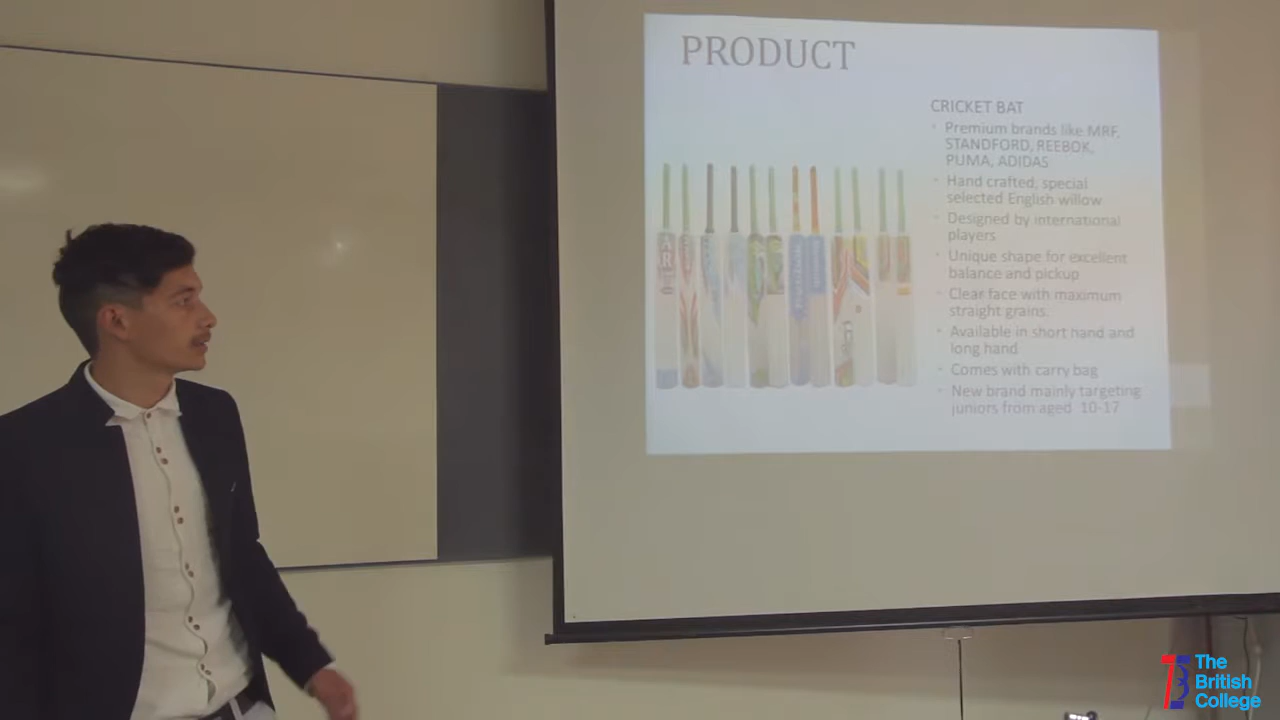 PRODUCT
CRICKET BAT
Premium brands like MRF,
STANDFORD, REEBOK,
PUMA, ADIDAS
Hand crafted, special
selected English willow
Designed by international
players
Unique shape for excellent
balance and pickup
Clear face with maximum
straight grains.
Available in short hand and
long hand
Comes with carry bag
New brand mainly targeting
juniors from aged 10-17
The
British
College